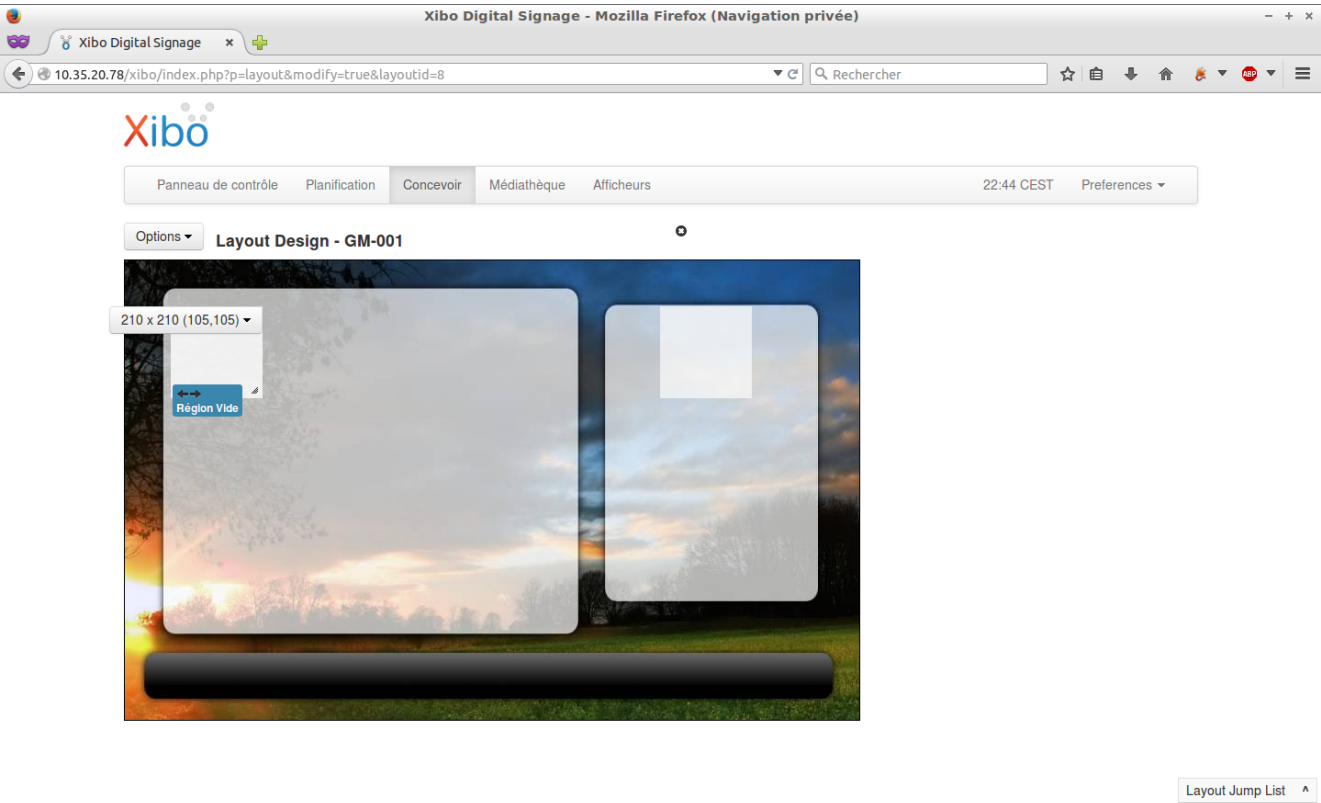 Xibo Digital Signage - Mozilla Firefox (Navigation privée)
Xibo Digital Signage
10.35.20.78/xibo/index.php?p=layout&modify=true&layoutid=8
Rechercher
ABP
Xibo
Panneau de contrôle Planification Concevoir Médiathèque Afficheurs 22:44 CEST Preferences
Options
Layout Design - GM-001
210 x 210 (105,105)
Région Vide
Layout Jump List